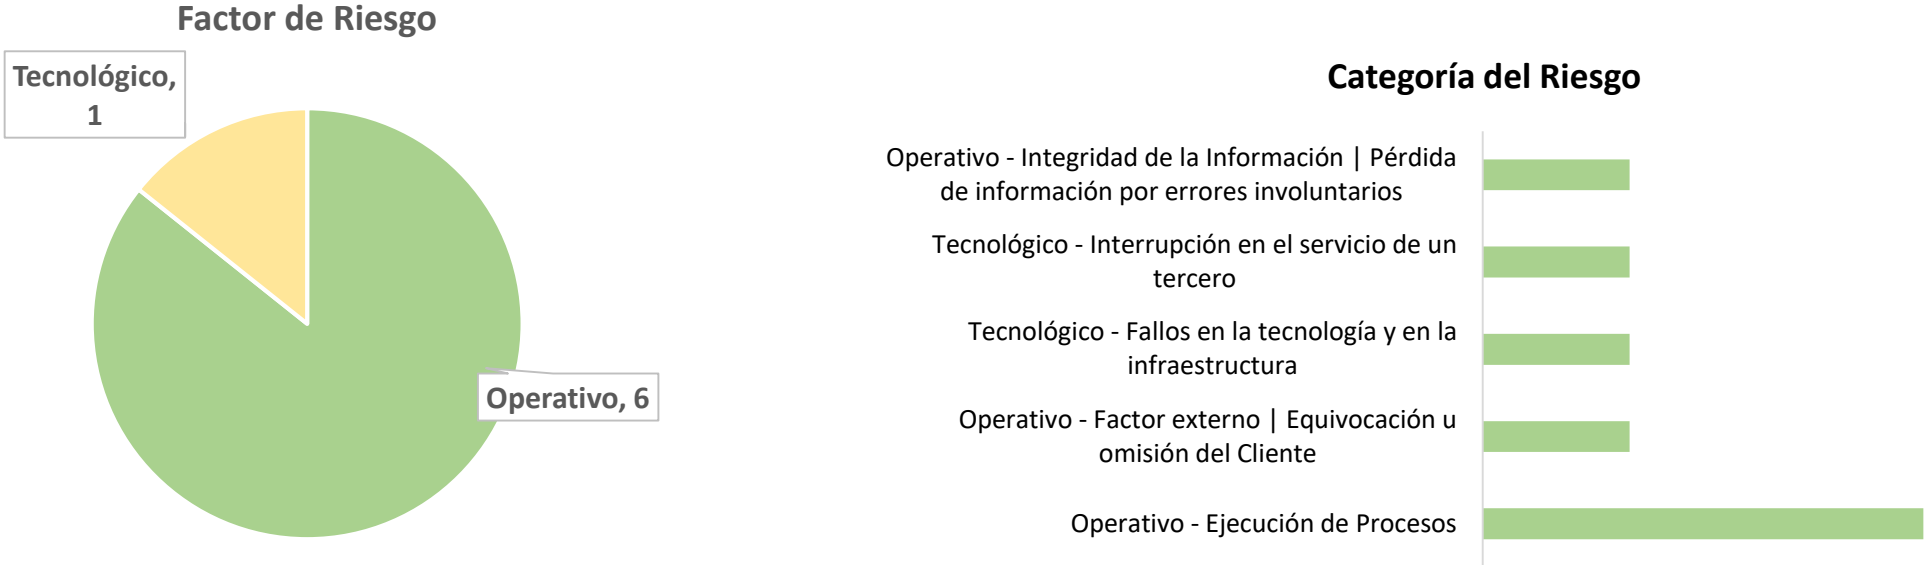 Factor de Riesgo
Tecnológico,
1
Operativo, 6
Categoría del Riesgo
Operativo - Integridad de la Información | Pérdida
de información por errores involuntarios
Tecnológico - Interrupción en el servicio de un
tercero
Tecnológico - Fallos en la tecnología y en la
infraestructura
Operativo - Factor externo | Equivocación u
omisión del Cliente
Operativo - Ejecución de Procesos